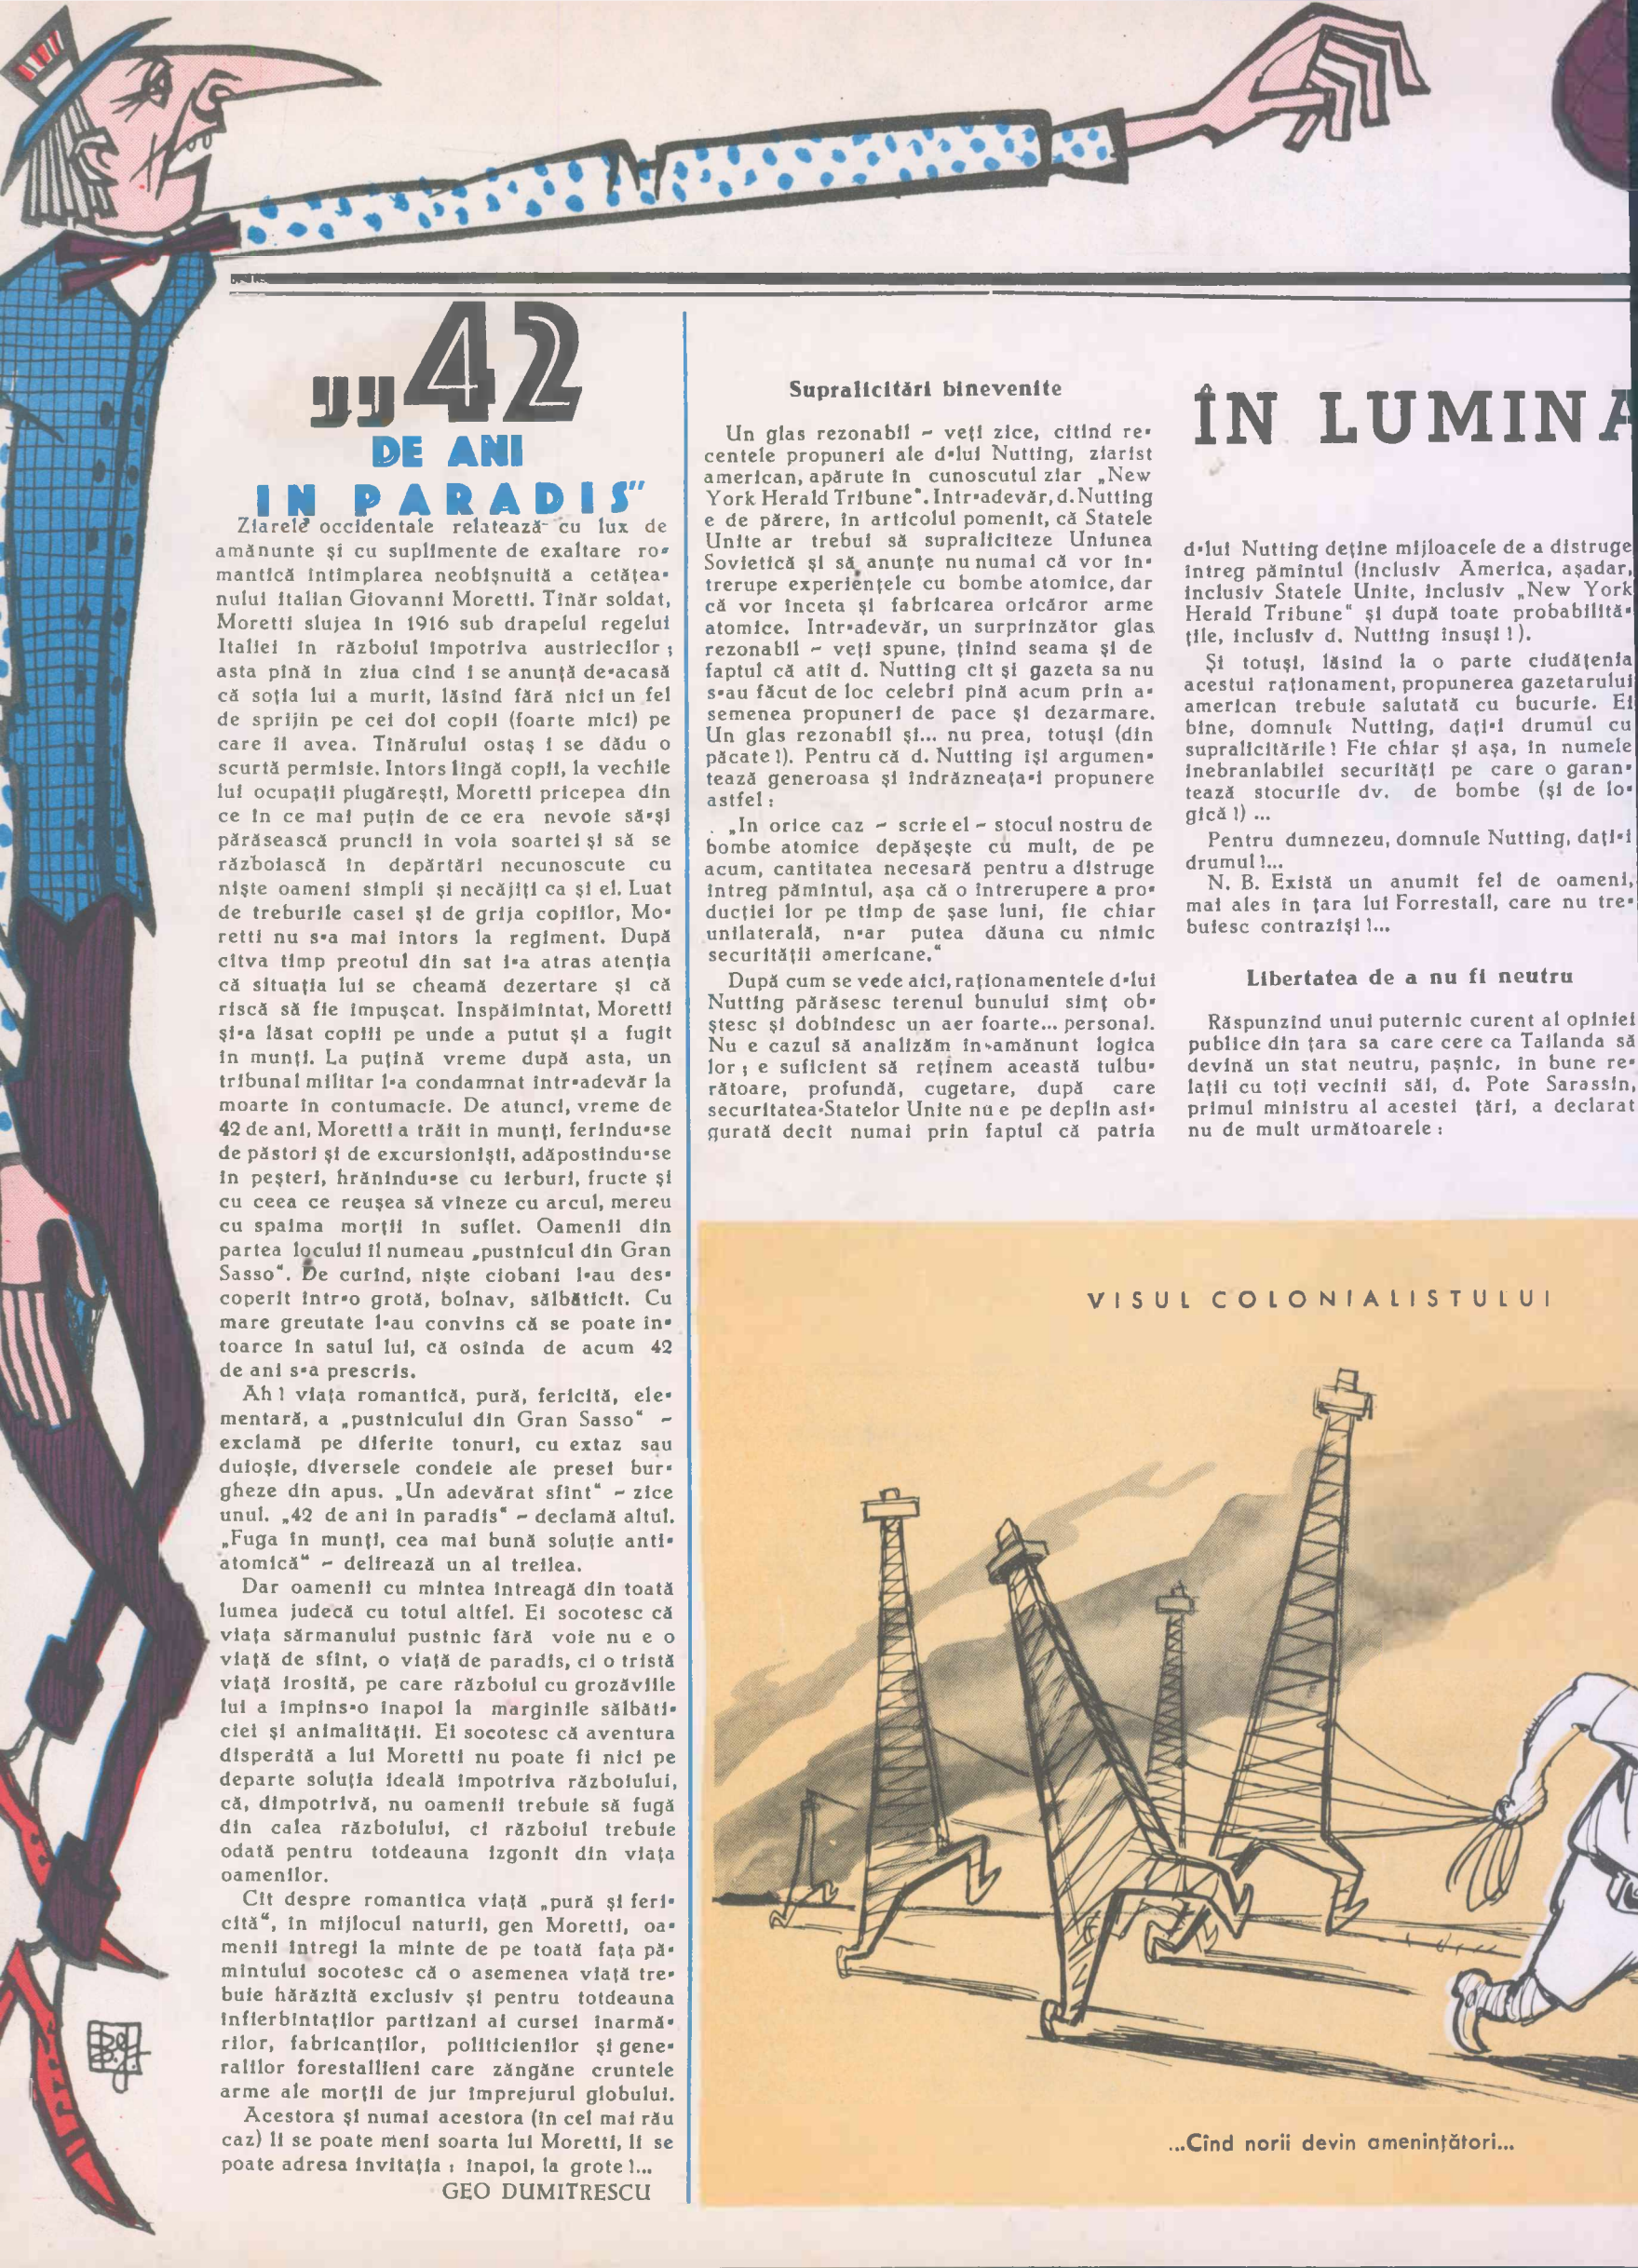 „42
DE ANI
IN PARADIS”
Ziarele occidentale relatează cu lux de
amănunte și cu suplimente de exaltare ro-
mantică întîmplarea neobișnuită a cetățea-
nului italian Giovanni Moretti. Tînăr soldat,
Moretti slujea în 1916 sub drapelul regelui
Italiei în războiul împotriva austriecilor;
asta pînă în ziua cînd i se anunță de-acasă
că soția lui a murit, lăsînd fără nici un fel
de sprijin pe cei doi copii (foarte mici) pe
care îi avea. Tînărului ostaș i se dădu o
scurtă permisie. Intors lîngă copii, la vechile
lui ocupații plugărești, Moretti pricepea din
ce în ce mai puțin de ce era nevoie să-și
părăsească pruncii în voia soartei și să se
războiască în depărtări necunoscute cu
niște oameni simpli și necăjiți ca și el. Luat
de treburile casei și de grija copiilor, Mo-
retti nu s-a mai întors la regiment. După
cîtva timp preotul din sat i-a atras atenția
că situația lui se cheamă dezertare și că
riscă să fie împușcat. Inspăimîntat, Moretti
și-a lăsat copiii pe unde a putut și a fugit
în munți. La puțină vreme după asta, un
tribunal militar l-a condamnat într-adevăr la
moarte în contumacie. De atunci, vreme de
42 de ani, Moretti a trăit în munți, ferindu-se
de păstori și de excursioniști, adăpostindu-se
în peșteri, hrănindu-se cu ierburi, fructe și
cu ceea ce reușea să vîneze cu arcul, mereu
cu spaima morții în suflet. Oamenii din
partea locului îl numeau „pustnicul din Gran
Sasso“. De curînd, niște ciobani l-au des-
coperit într-o grotă, bolnav, sălbăticit. Cu
mare greutate l-au convins că se poate în-
toarce în satul lui, că osînda de acum 42
de ani s-a prescris.
Ah! viața romantică, pură, fericită, ele-
mentară, a „pustnicului din Gran Sasso“ –
exclamă pe diferite tonuri, cu extaz sau
duioșie, diversele condeie ale presei bur-
gheze din apus. „Un adevărat sfînt“ – zice
unul. „42 de ani în paradis“ – declamă altul.
„Fuga în munți, cea mai bună soluție anti-
atomică“ – delirează un al treilea.
Dar oamenii cu mintea întreagă din toată
lumea judecă cu totul altfel. Ei socotesc că
viața sărmanului pustnic fără voie nu e o
viață de sfînt, o viață de paradis, ci o tristă
viață irosită, pe care războiul cu grozăviile
lui a împins-o înapoi la marginile sălbăti-
ciei și animalității. Ei socotesc că aventura
disperată a lui Moretti nu poate fi nici pe
departe soluția ideală împotriva războiului,
că, dimpotrivă, nu oamenii trebuie să fugă
din calea războiului, ci războiul trebuie
odată pentru totdeauna izgonit din viața
oamenilor.
Cît despre romantica viață „pură și feri-
cită“, în mijlocul naturii, gen Moretti, oa-
menii întregi la minte de pe toată fața pă-
mîntului socotesc că o asemenea viață tre-
buie hărăzită exclusiv și pentru totdeauna
înfierbîntaților partizani ai cursei înarmă-
rilor, fabricanților, politicienilor și gene-
ralilor forestallieni care zăngăne cruntele
arme ale morții de jur împrejurul globului.
Acestora și numai acestora (în cel mai rău
caz) li se poate meni soarta lui Moretti, li se
poate adresa invitația: înapoi, la grote!...
GEO DUMITRESCU
Supralicitări binevenite
Un glas rezonabil – veți zice, citind re-
centele propuneri ale d-lui Nutting, ziarist
american, apărute în cunoscutul ziar „New
York Herald Tribune“. Intr-adevăr, d. Nutting
e de părere, în articolul pomenit, că Statele
Unite ar trebui să supraliciteze Uniunea
Sovietică și să anunțe nu numai că vor în-
trerupe experiențele cu bombe atomice, dar
că vor înceta și fabricarea oricăror arme
atomice. Intr-adevăr, un surprinzător glas
rezonabil – veți spune, ținînd seama și de
faptul că atît d. Nutting cît și gazeta sa nu
s-au făcut de loc celebri pînă acum prin a-
semenea propuneri de pace și dezarmare.
Un glas rezonabil și... nu prea, totuși (din
păcate!). Pentru că d. Nutting își argumen-
tează generoasa și îndrăzneața-i propunere
astfel:
„In orice caz – scrie el – stocul nostru de
bombe atomice depășește cu mult, de pe
acum, cantitatea necesară pentru a distruge
întreg pămîntul, așa că o întrerupere a pro-
ducției lor pe timp de șase luni, fie chiar
unilaterală, n-ar putea dăuna cu nimic
securității americane.“
După cum se vede aici, raționamentele d-lui
Nutting părăsesc terenul bunului simț ob-
ștesc și dobîndesc un aer foarte... personal.
Nu e cazul să analizăm în-amănunt logica
lor; e suficient să reținem această tulbu-
rătoare, profundă, cugetare, după care
securitatea Statelor Unite nu e pe deplin asi-
gurată decît numai prin faptul că patria
ÎN LUMINA
d-lui Nutting deține mijloacele de a distruge
întreg pămîntul (inclusiv America, așadar,
inclusiv Statele Unite, inclusiv „New York
Herald Tribune“ și după toate probabilită-
țile, inclusiv d. Nutting însuși!).
Și totuși, lăsînd la o parte ciudățenia
acestui raționament, propunerea gazetarului
american trebuie salutată cu bucurie. Ei
bine, domnule Nutting, dați-i drumul cu
supralicitările! Fie chiar și așa, în numele
inebranlabilei securități pe care o garan-
tează stocurile dv. de bombe (și de lo-
gică!) ...
Pentru dumnezeu, domnule Nutting, dați-i
drumul!...
N. B. Există un anumit fel de oameni,
mai ales în țara lui Forrestall, care nu tre-
buiesc contraziși!...
Libertatea de a nu fi neutru
Răspunzînd unui puternic curent al opiniei
publice din țara sa care cere ca Tailanda să
devină un stat neutru, pașnic, în bune re-
lații cu toți vecinii săi, d. Pote Sarassin,
primul ministru al acestei țări, a declarat
nu de mult următoarele:
VISUL COLONIALISTULUI
...Cînd norii devin amenințători...